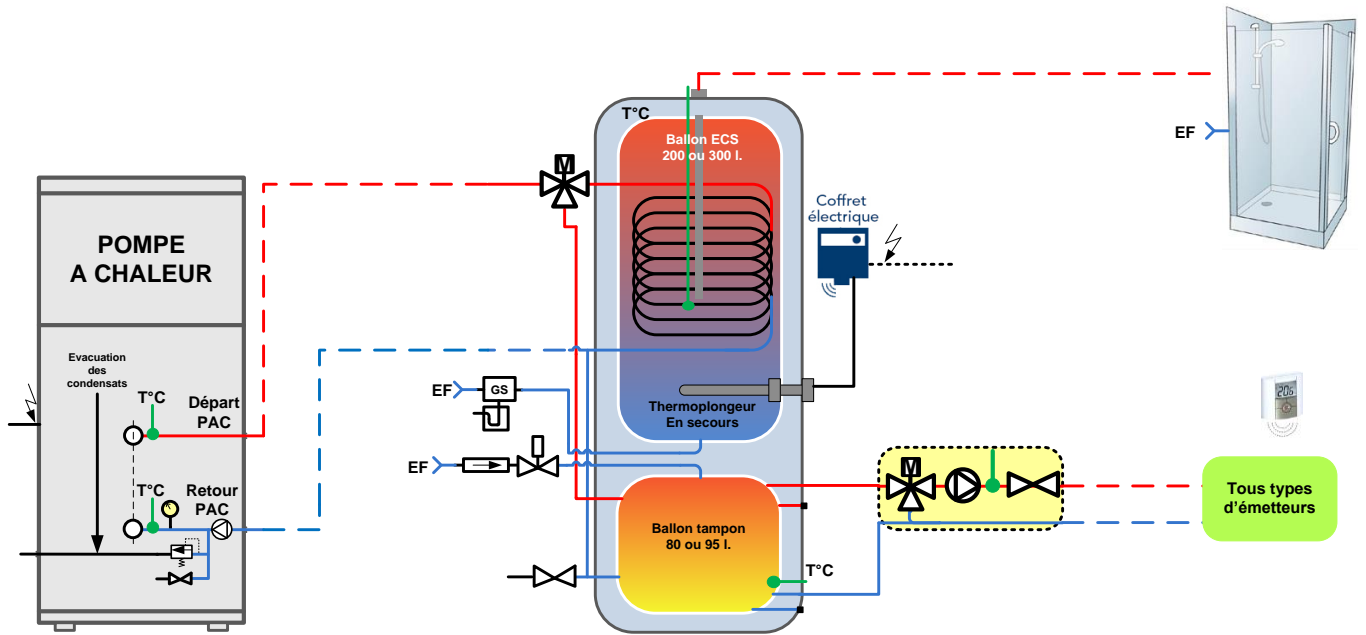 POMPE
A CHALEUR
Evacuation
des
condensats
T°C
Départ
PAC
T°C
Retour
PAC
M
T°C
Ballon ECS
200 ou 300 l.
EF
GS
Thermoplongeur
En secours
EF
Ballon tampon
80 ou 95 l.
T°C
Coffret
électrique
M
EF
20.6
Tous types
d'émetteurs